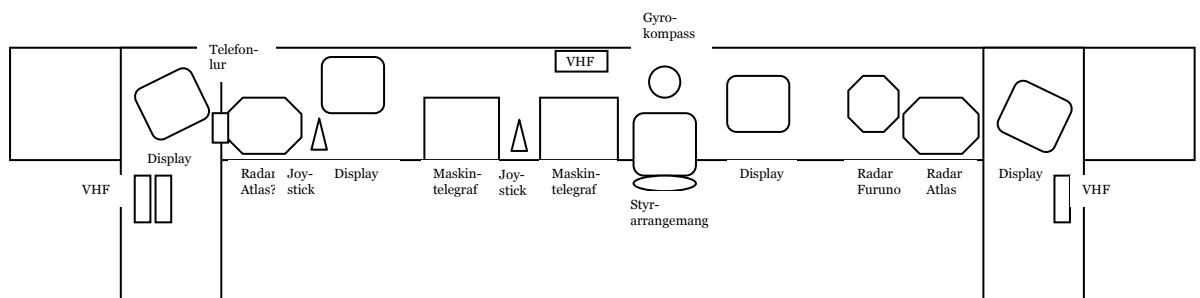 Gyro-
kompass
Telefon-
lur
VHF
Display
VHF
Radar
Atlas?
Joy-
stick
Display
Maskin-
telegraf
Joy-
stick
Maskin-
telegraf
Styr-
arrangemang
Display
Radar
Furuno
Radar
Atlas
Display
VHF